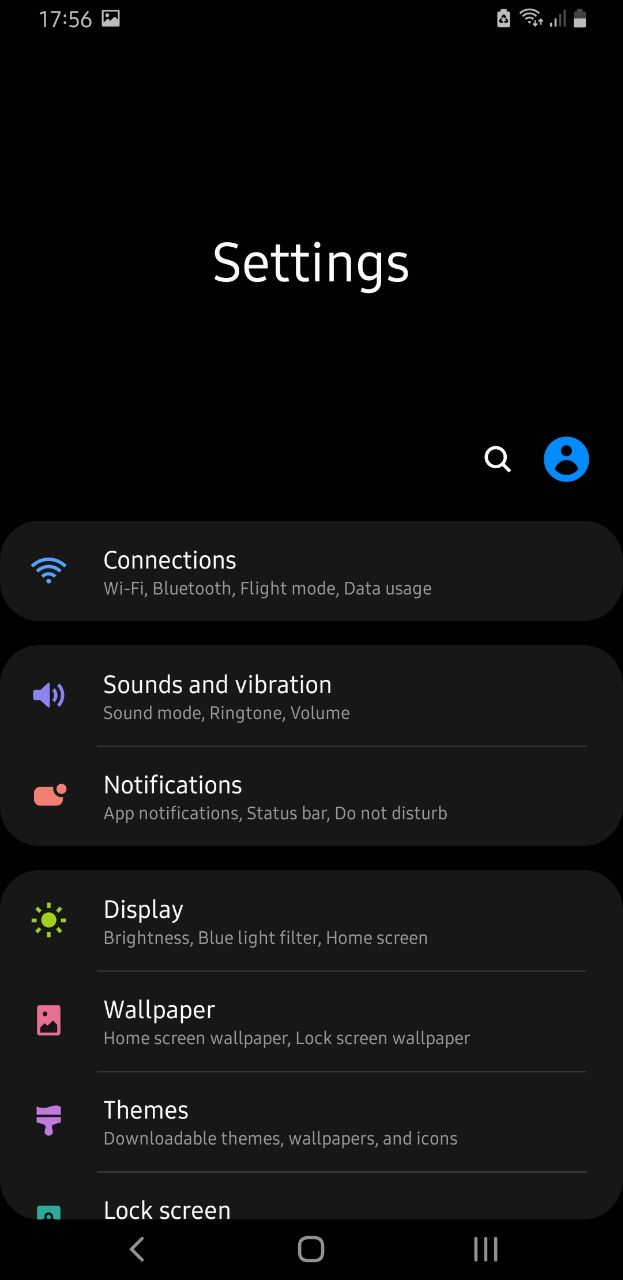 17:56
Settings
Connections
Wi-Fi, Bluetooth, Flight mode, Data usage
Sounds and vibration
Sound mode, Ringtone, Volume
Notifications
App notifications, Status bar, Do not disturb
Display
Brightness, Blue light filter, Home screen
Wallpaper
Home screen wallpaper, Lock screen wallpaper
Themes
Downloadable themes, wallpapers, and icons
Lock screen